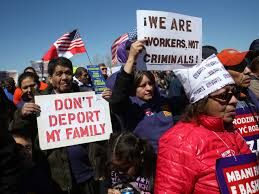 ¡WE ARE
WORKERS, NOT
CRIMINALS!
DON'T
DEPORT
MY FAMILY